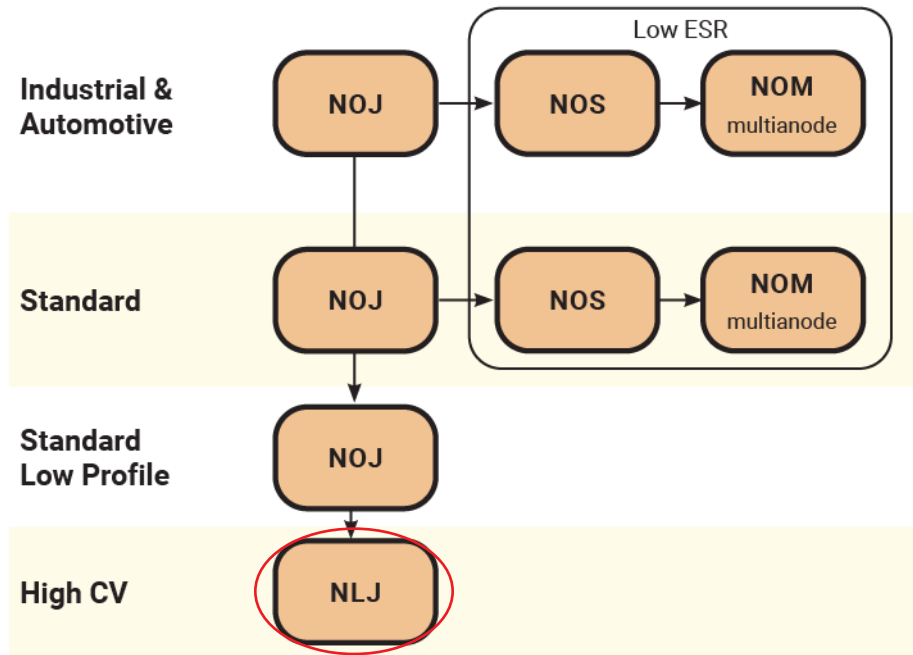 Low ESR
Industrial &
Automotive
NOJ
NOS
NOM
multianode
Standard
NOJ
NOS
NOM
multianode
Standard
Low Profile
NOJ
High CV
NLJ